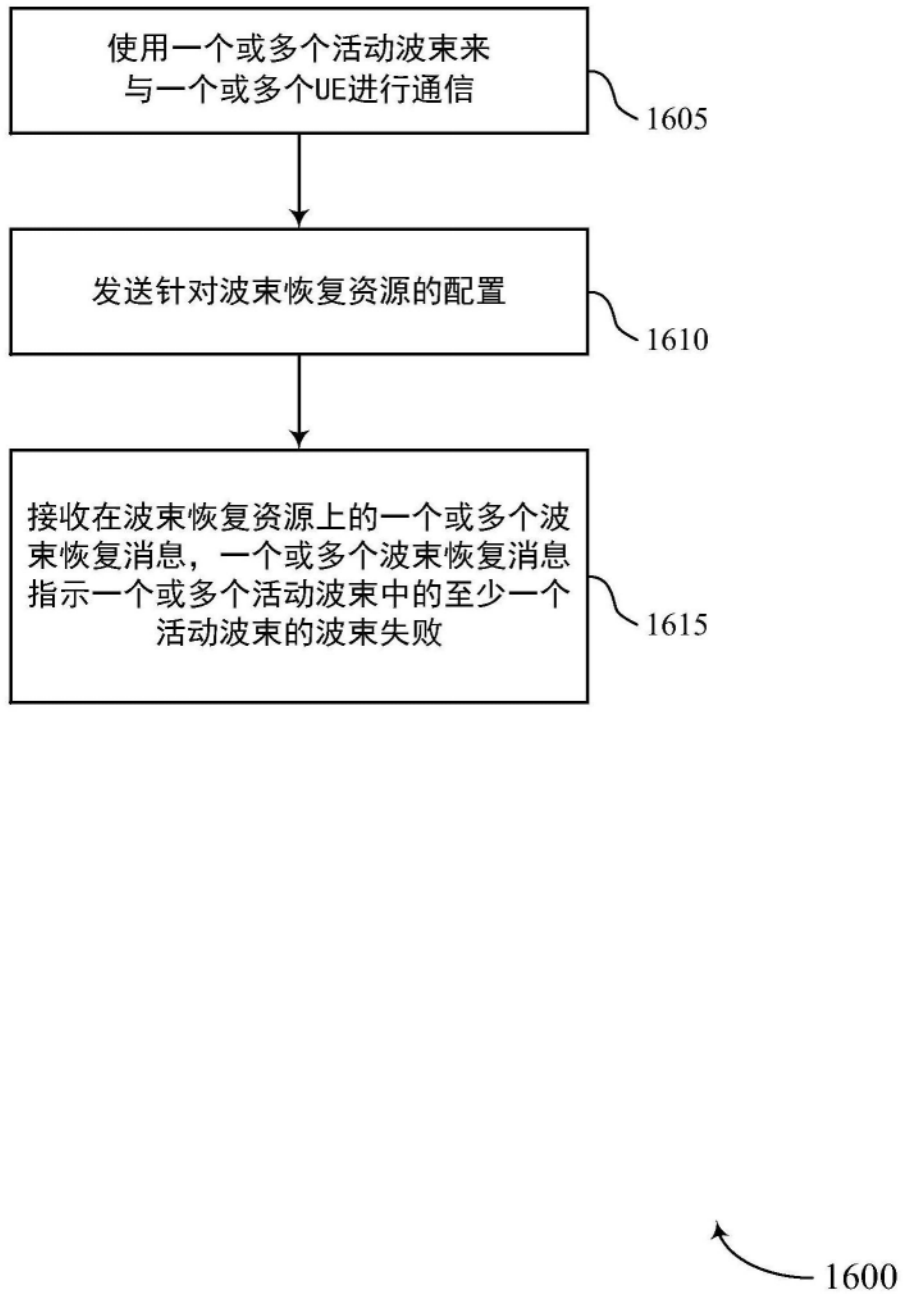 使用一个或多个活动波束来
与一个或多个UE进行通信
1605
发送针对波束恢复资源的配置
1610
接收在波束恢复资源上的一个或多个波
束恢复消息，一个或多个波束恢复消息
指示一个或多个活动波束中的至少一个
活动波束的波束失败
1615
1600